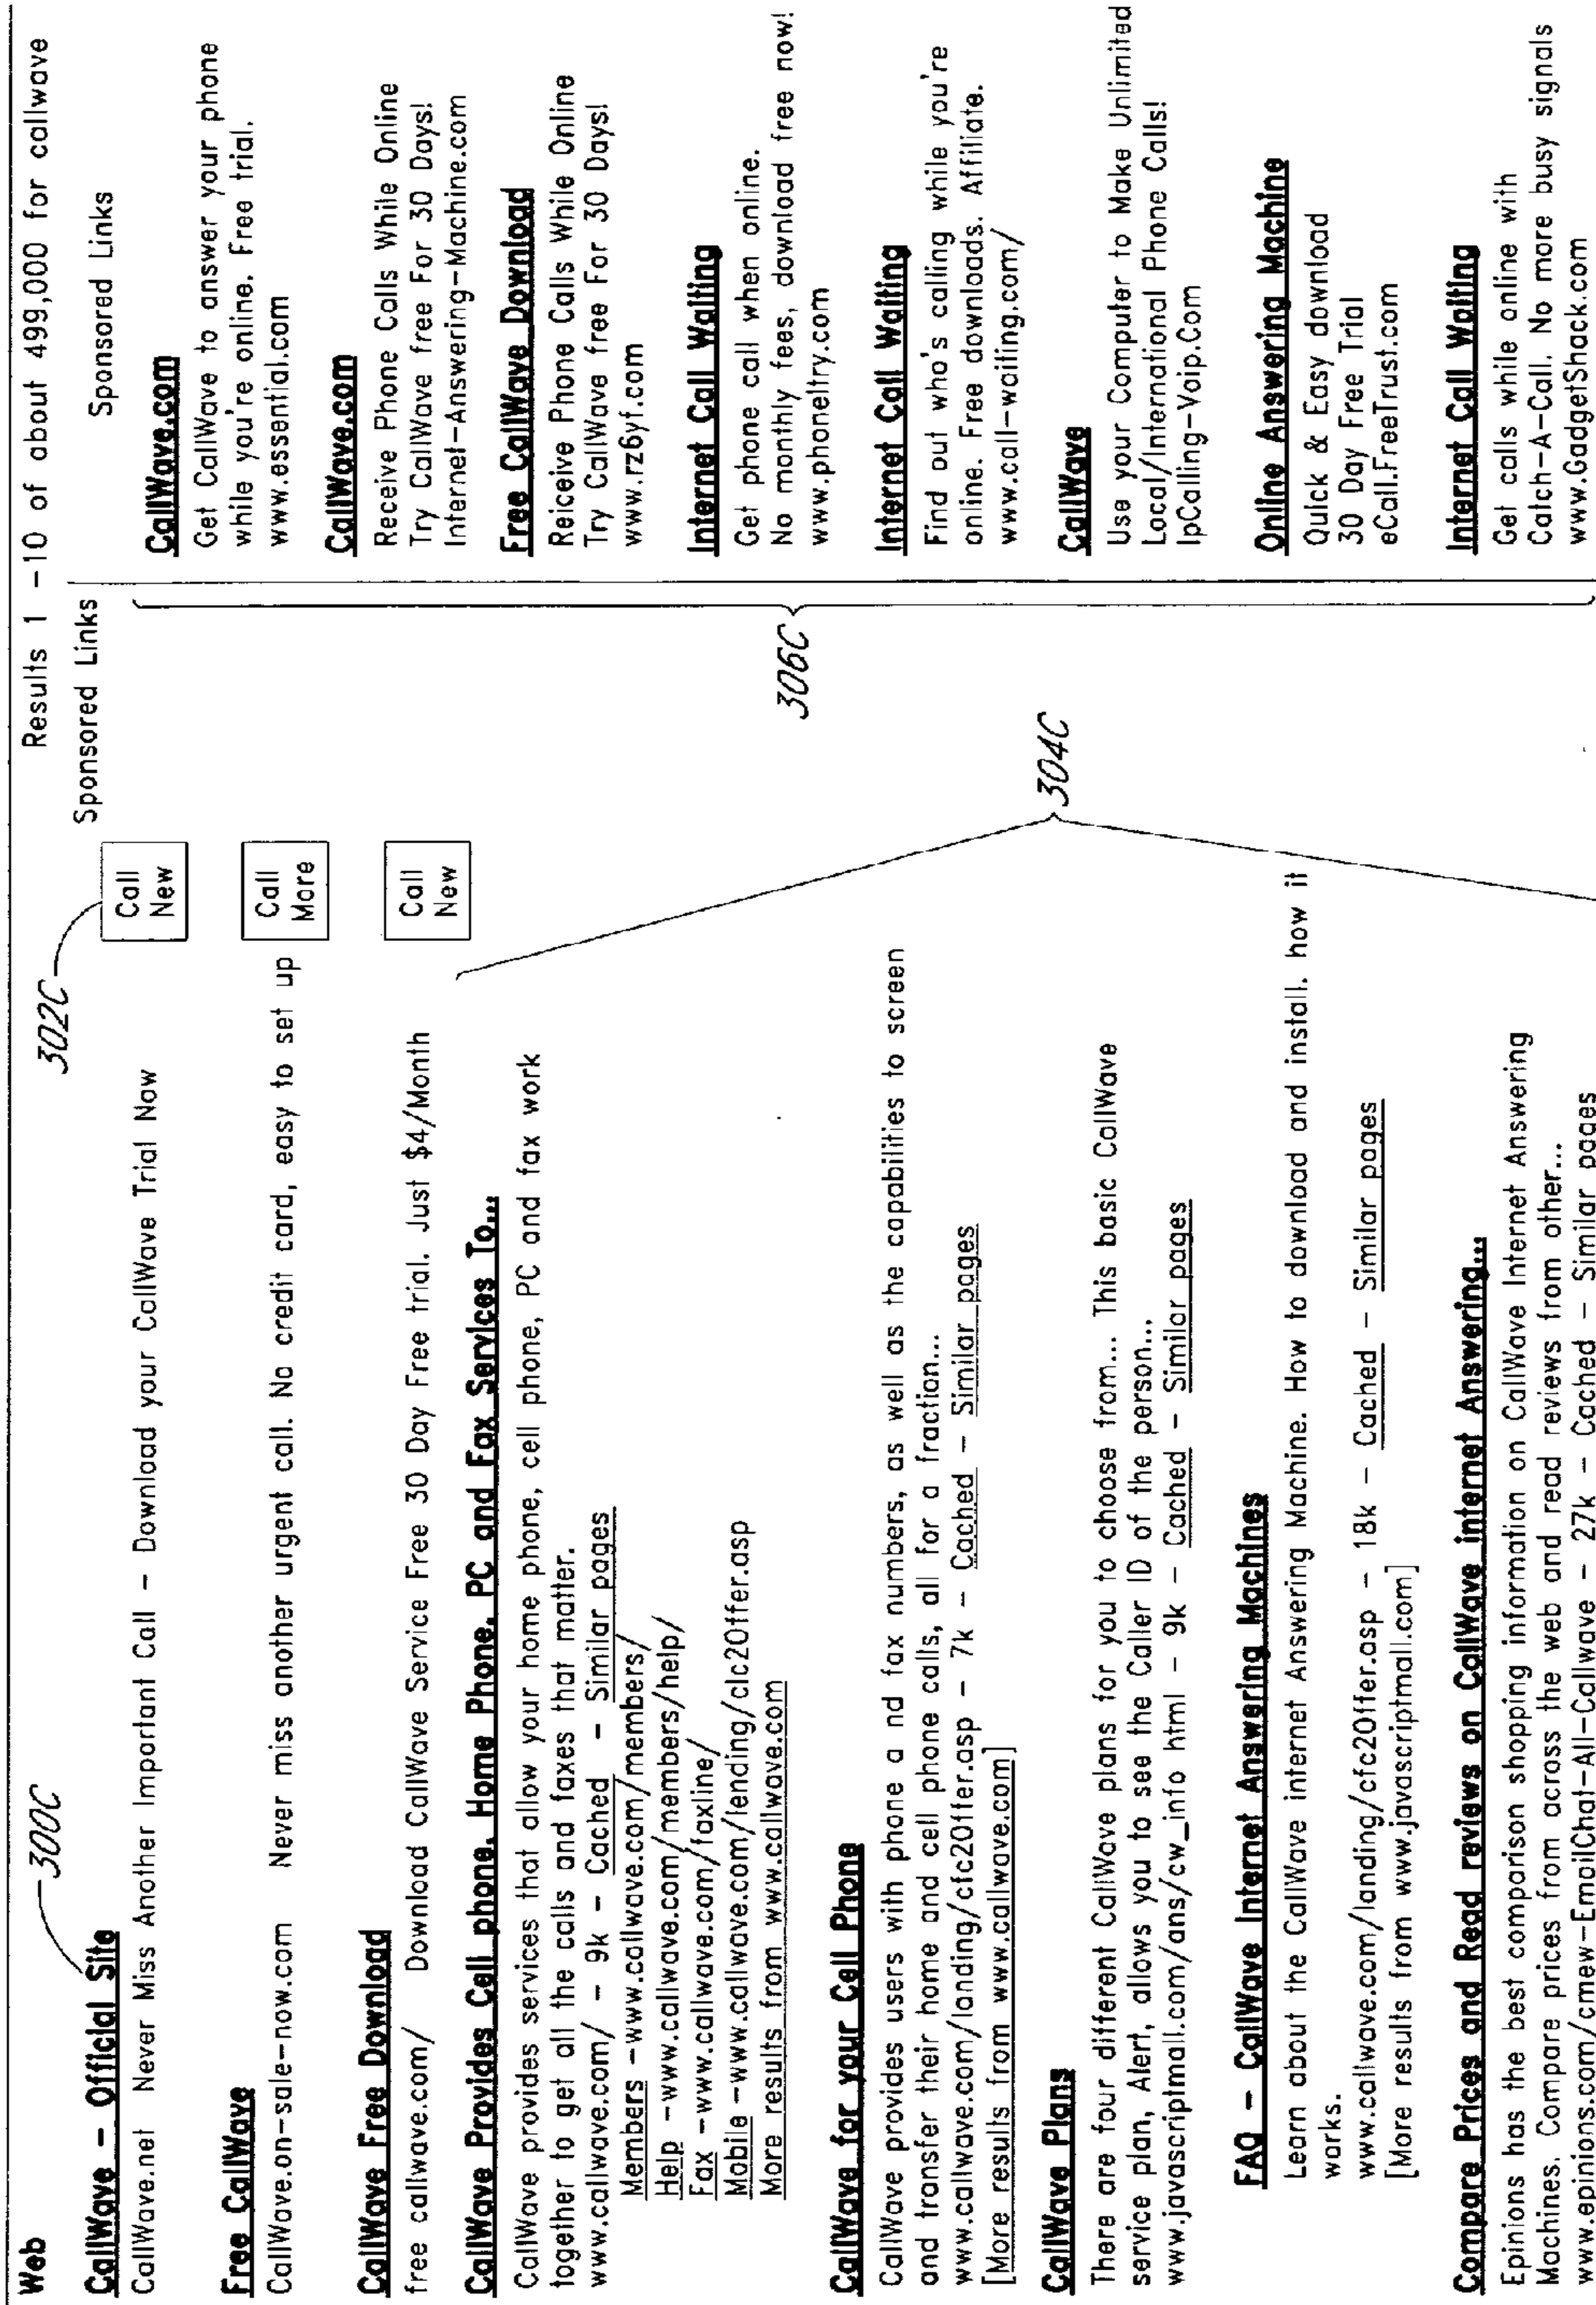 Web
Results 1 -10 of about 499,000 for callwave
300C
302C
Sponsored Links
CallWave - Official Site
CallWave.net Never Miss Another Important Call - Download your CallWave Trial Now
Call
New
Free CallWave
CallWave.on-sale-now.com Never miss another urgent call. No credit card, easy to set up
Call
More
CallWave Free Download
free callwave.com/ Download CallWave Service Free 30 Day Free trial. Just $4/Month
Call
New
CallWave Provides Cell phone, Home Phone, PC and Fax Services To...
CallWave provides services that allow your home phone, cell phone, PC and fax work
together to get all the calls and faxes that matter.
www.callwave.com/ - 9k - Cached - Similar pages
Members -www.callwave.com/members/
Help -www.callwave.com/members/help/
Fax -www.callwave.com/faxline/
Mobile -www.callwave.com/lending/clc20ffer.asp
More results from www.callwave.com
304C
CallWave for your Cell Phone
CallWave provides users with phone a nd fax numbers, as well as the capabilities to screen
and transfer their home and cell phone calls, all for a fraction...
www.callwave.com/landing/cfc201fer.asp - 7k - Cached - Similar pages
[More results from www.callwave.com]
CallWave Plans
There are four different CallWave plans for you to choose from... This basic CallWave
service plan, Alert, allows you to see the Caller ID of the person...
www.javascriptmall.com/ans/cw_info html - 9k - Cached - Similar pages
FAQ - CallWave Internet Answering Machines
Learn about the CallWave internet Answering Machine. How to download and install. how it
works.
www.callwave.com/landing/cfc201fer.asp - 18k - Cached - Similar pages
[More results from www.javascriptmall.com]
Compare Prices and Read reviews on CallWave internet Answering...
Epinions has the best comparison shopping information on CallWave Internet Answering
Machines. Compare prices from across the web and read reviews from other...
www.epinions.com/cmew-EmailChat-All-Callwave - 27k - Cached - Similar pages
Sponsored Links
306C
CallWave.com
Get CallWave to answer your phone
while you're online. Free trial.
www.essential.com
CallWave.com
Receive Phone Calls While Online
Try CallWave free For 30 Days!
Internet-Answering-Machine.com
Free CallWave Download
Reiceive Phone Calls While Online
Try CallWave free For 30 Days!
www.rz6yf.com
Internet Call Waiting
Get phone call when online.
No monthly fees, download free now!
www.phoneltry.com
Internet Call Waiting
Find out who's calling while you're
online. Free downloads. Affiliate.
www.call-waiting.com/
CallWave
Use your Computer to Make Unlimited
Local/International Phone Calls!
IpCalling-Voip.Com
Online Answering Machine
Quick & Easy download
30 Day Free Trial
eCall.FreeTrust.com
Internet Call Waiting
Get calls while online with
Catch-A-Call. No more busy signals
www.GadgetShack.com